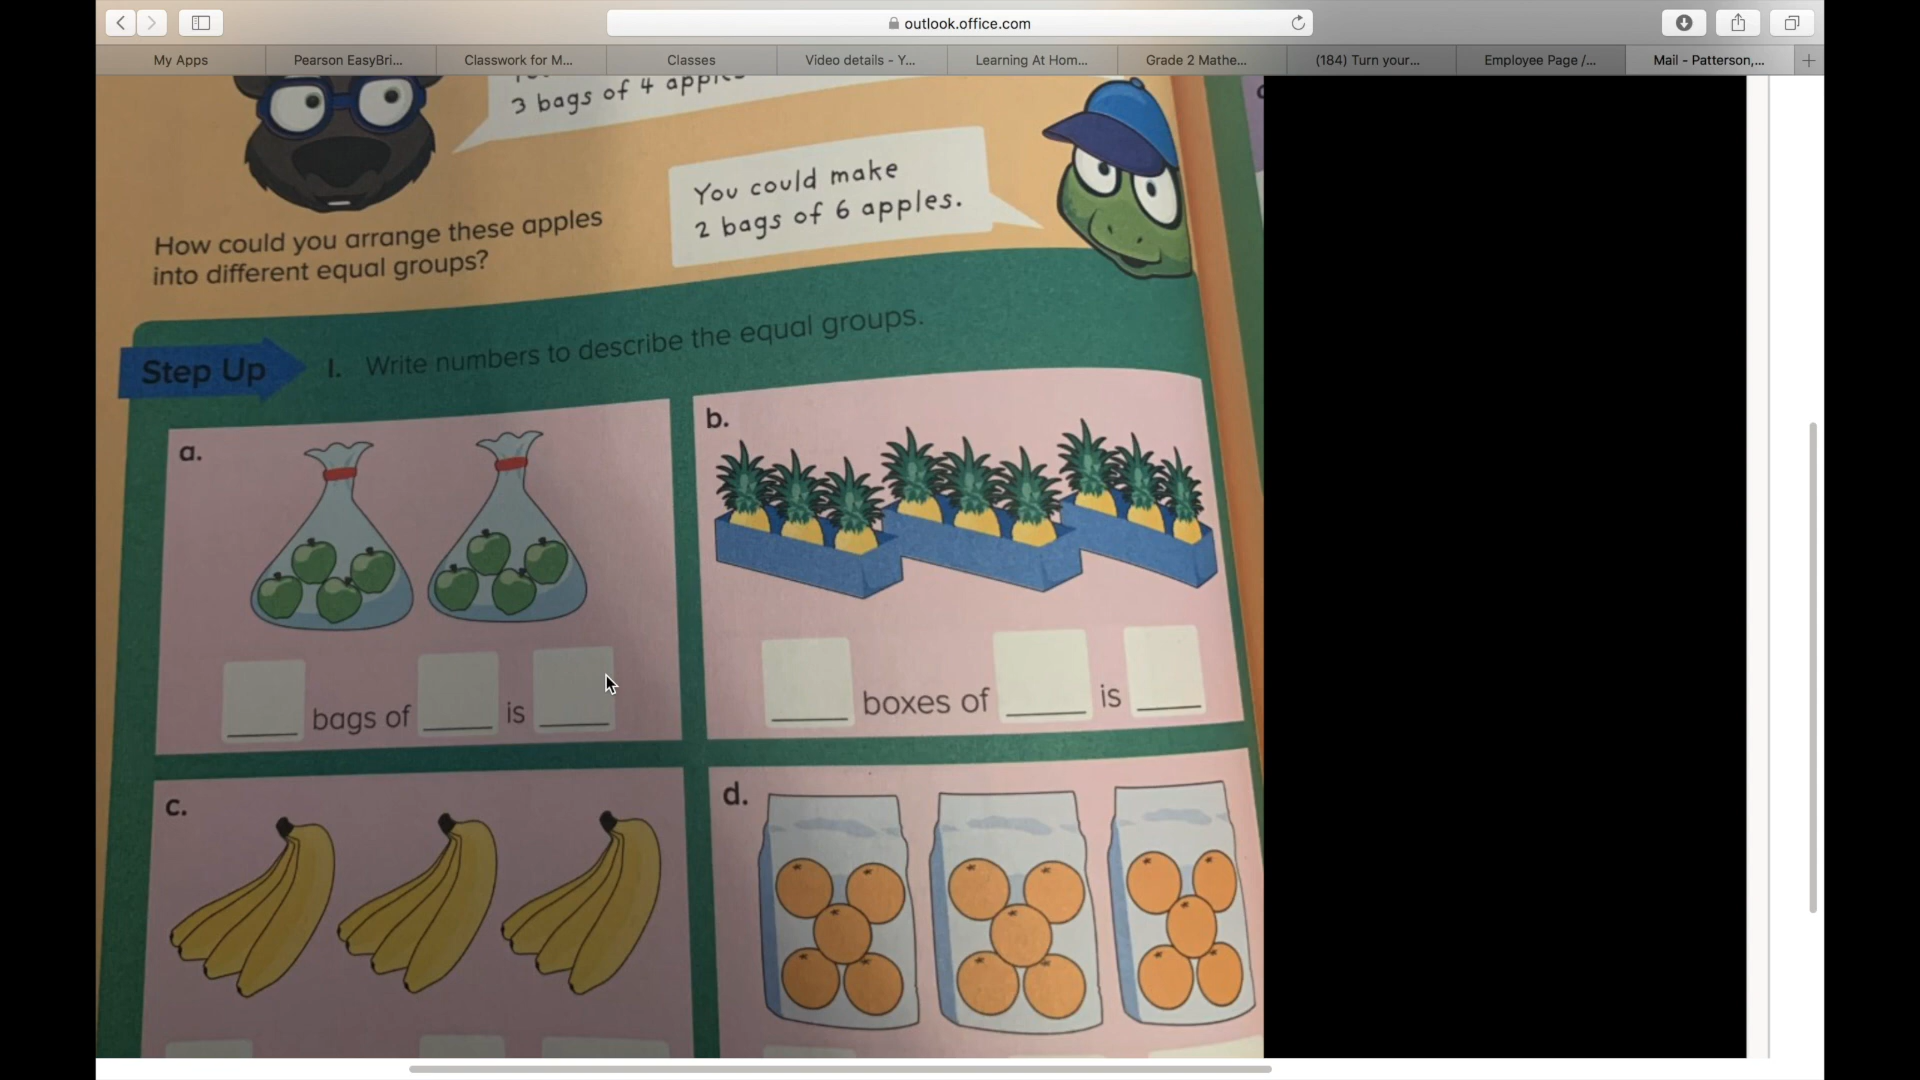 outlook.office.com
My Apps
Pearson EasyBri...
Classwork for M...
Classes
Video details - Y...
Learning At Hom...
Grade 2 Mathe...
(184) Turn your...
Employee Page /...
Mail - Patterson,...
3 bags of 4
You could make
2 bags of 6 apples.
How could you arrange these apples
into different equal groups?
Step Up
1. Write numbers to describe the equal groups.
a.
b.
bags of is
boxes of is
c.
d.